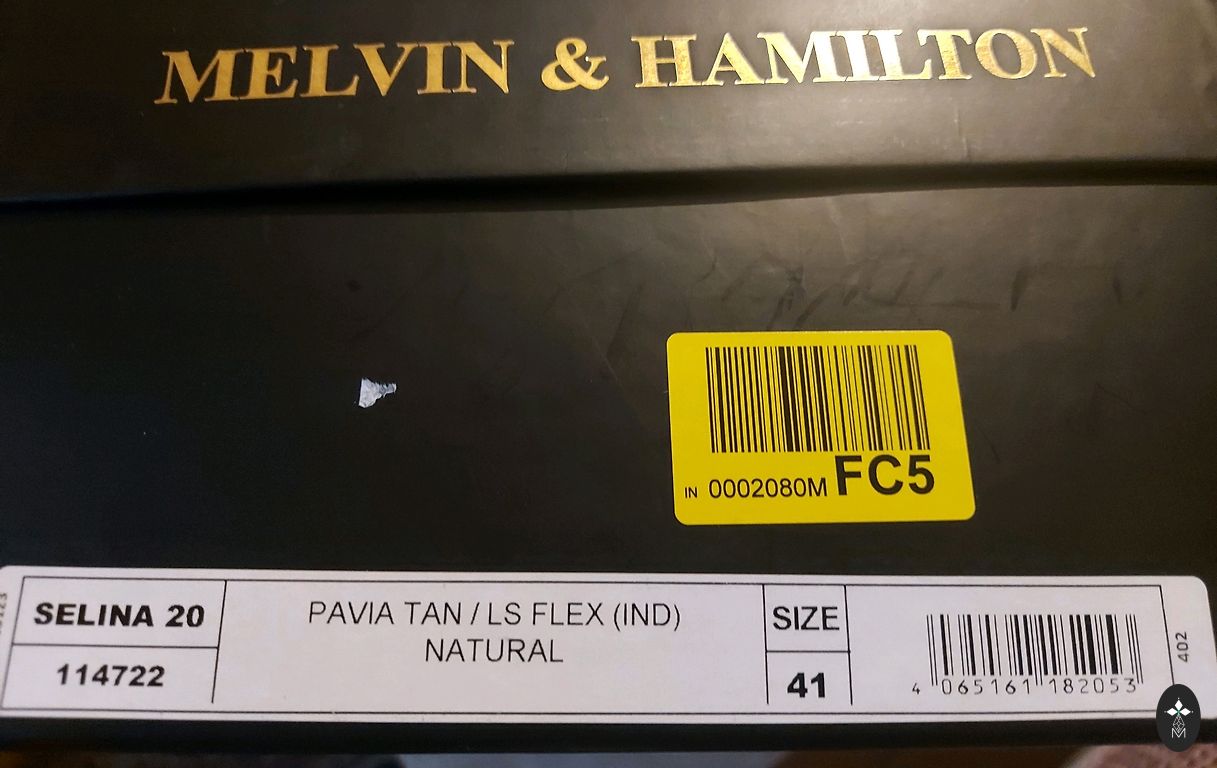 MELVIN & HAMILTON
IN 0002080M FC5
SELINA 20
114722
PAVIA TAN / LS FLEX (IND)
NATURAL
SIZE
41
4 065161 182053
402
M